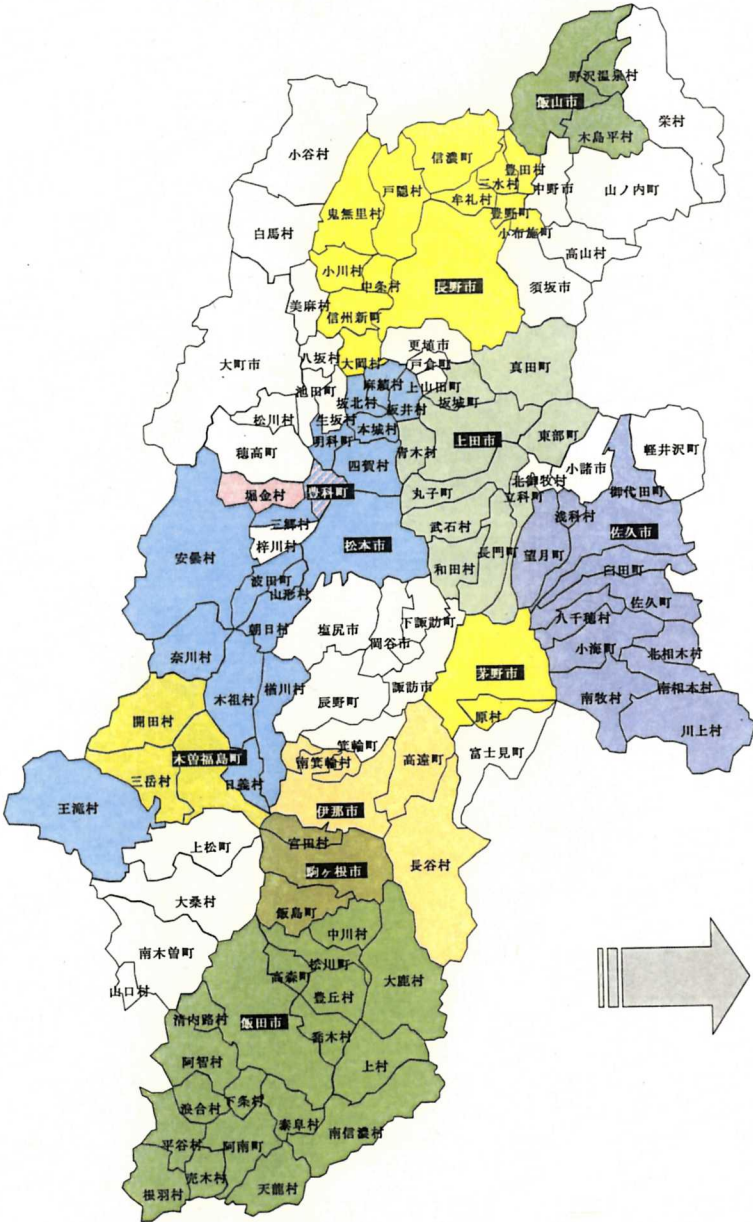 野沢温泉村
飯山市
栄村
木島平村
小谷村
信濃町
豊田村
三水村
戸隠村
中野市
山ノ内町
牟礼村
鬼無里村
豊野町
白馬村
小布施町
高山村
小川村
中条村
長野市
須坂市
美麻村
信州新町
更埴市
八坂村
大岡村
戸倉町
大町市
真田町
麻績村
上山田町
池田町
坂北村
坂井村
坂城町
松川村
生坂村
本城村
東部町
軽井沢町
明科町
上田市
穂高町
青木村
小諸市
四賀村
北御牧村
堀金村
豊科町
丸子町
立科町
御代田町
三郷村
浅科村
武石村
佐久市
安曇村
梓川村
松本市
長門町
望月町
和田村
臼田町
波田町
山形村
佐久町
八千穂村
朝日村
塩尻市
下諏訪町
岡谷市
小海町
北相木村
奈川村
茅野市
楢川村
諏訪市
南相木村
木祖村
辰野町
南牧村
開田村
原村
川上村
箕輪町
木曽福島町
南箕輪村
高遠町
富士見町
三岳村
日義村
王滝村
伊那市
上松町
宮田村
長谷村
駒ヶ根市
大桑村
飯島町
中川村
南木曽町
松川町
高森町
大鹿村
山口村
豊丘村
清内路村
飯田市
喬木村
阿智村
上村
浪合村
下条村
泰阜村
南信濃村
平谷村
阿南町
売木村
天龍村
根羽村